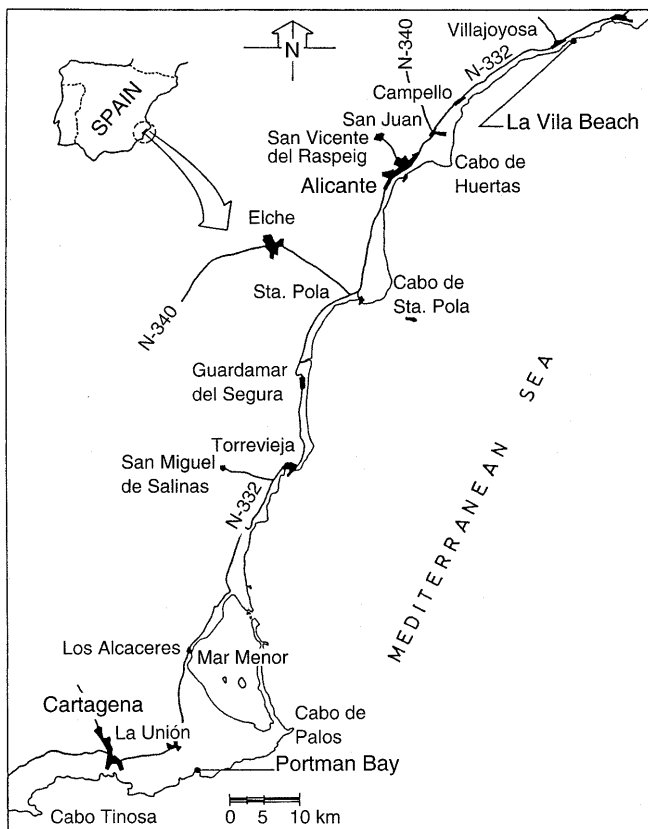 Villajoyosa
N
N-340
N-332
Campello
SPAIN
San Juan
La Vila Beach
San Vicente
del Raspeig
Cabo de
Huertas
Alicante
Elche
Sta. Pola
Cabo de
Sta. Pola
N-340
Guardamar
del Segura
MEDITERRANEAN SEA
Torrevieja
San Miguel
de Salinas
N-332
Los Alcaceres
Mar Menor
Cartagena
La Unión
Cabo de
Palos
Portman Bay
Cabo Tinosa
0 5 10 km